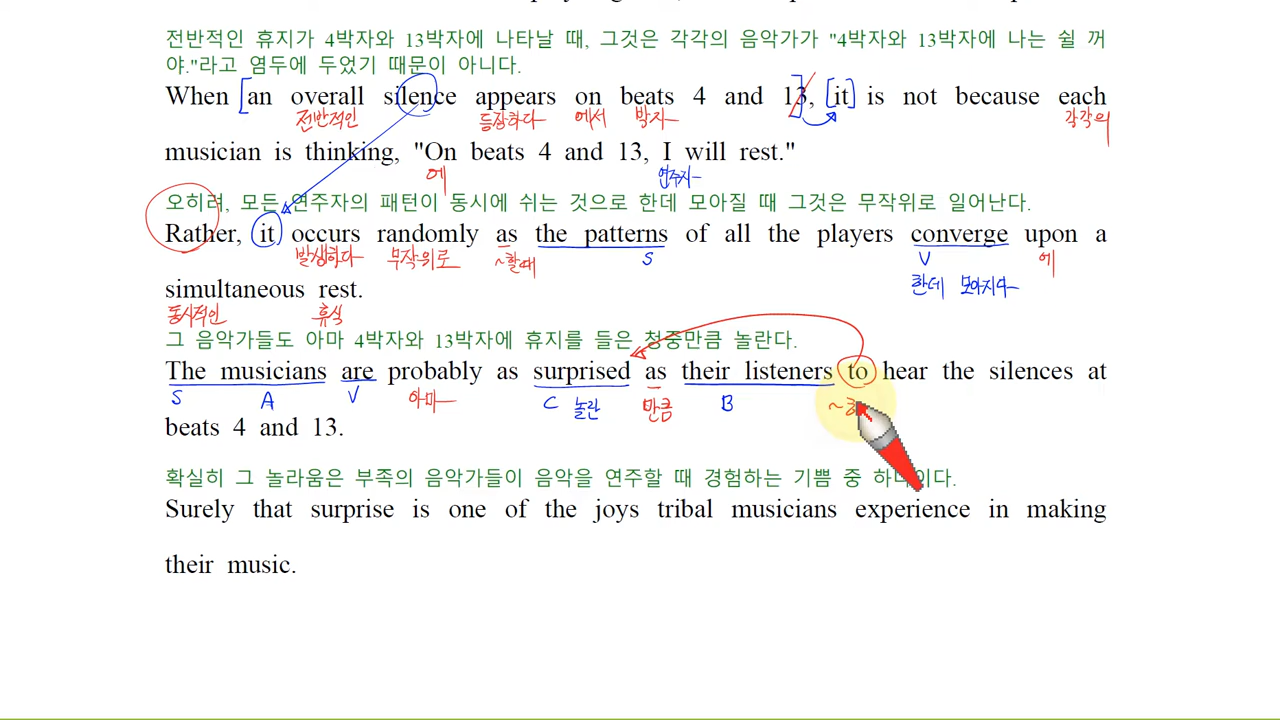 전반적인 휴지가 4박자와 13박자에 나타날 때, 그것은 각각의 음악가가 "4박자와 13박자에 나는 쉴 꺼
야."라고 염두에 두었기 때문이 아니다.
When [an overall silence appears on beats 4 and 13], [it] is not because each
전반적인 등장하다 에서 박자 각각의
musician is thinking, "On beats 4 and 13, I will rest."
에 연주자
오히려, 모든 연주자의 패턴이 동시에 쉬는 것으로 한데 모아질 때 그것은 무작위로 일어난다.
Rather, it occurs randomly as the patterns of all the players converge upon a
발생하다 무작위로 ~할때 S V 에
한데 모아지다
simultaneous rest.
동시적인 휴식
그 음악가들도 아마 4박자와 13박자에 휴지를 들은 청중만큼 놀란다.
The musicians are probably as surprised as their listeners to hear the silences at
S A V 아마 C 놀란 만큼 B
beats 4 and 13.
확실히 그 놀라움은 부족의 음악가들이 음악을 연주할 때 경험하는 기쁨 중 하나이다.
Surely that surprise is one of the joys tribal musicians experience in making
their music.